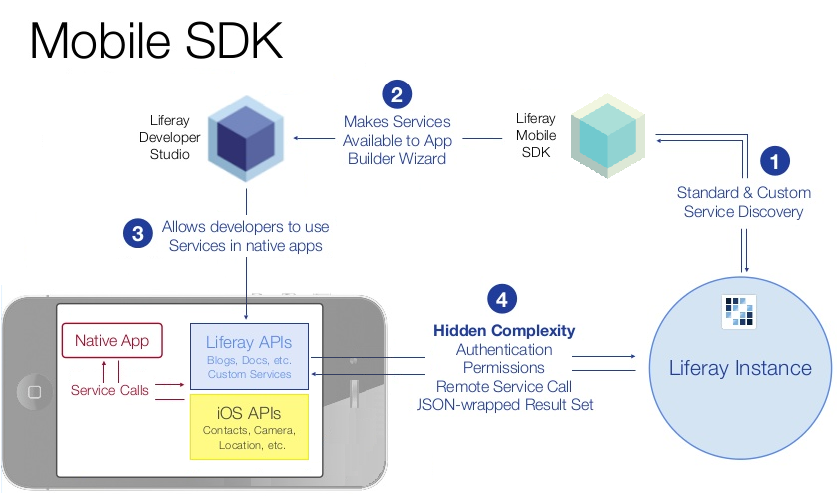 Mobile SDK
Liferay
Developer
Studio
2
Makes Services
Available to App
Builder Wizard
Liferay
Mobile
SDK
1
Standard & Custom
Service Discovery
3
Allows developers to use
Services in native apps
4
Hidden Complexity
Authentication
Permissions
Remote Service Call
JSON-wrapped Result Set
Liferay Instance
Native App
Service Calls
Liferay APIs
Blogs, Docs, etc.
Custom Services
iOS APIs
Contacts, Camera,
Location, etc.